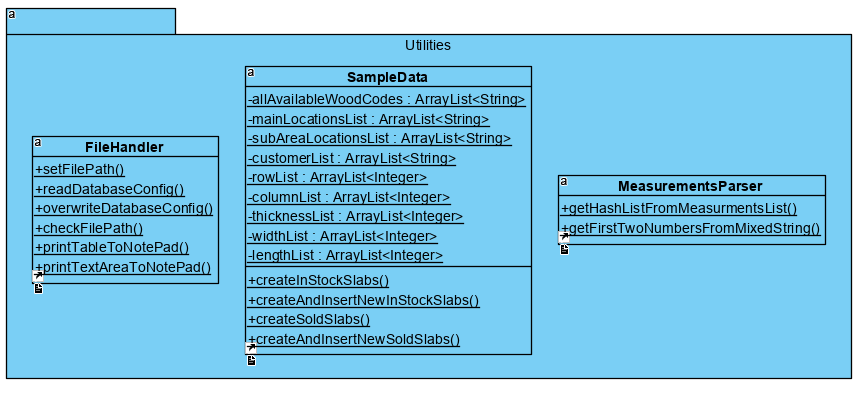 a
Utilities
a
FileHandler
+setFilePath()
+readDatabaseConfig()
+overwriteDatabaseConfig()
+checkFilePath()
+printTableToNotePad()
+printTextAreaToNotePad()
a
SampleData
-allAvailableWoodCodes : ArrayList<String>
-mainLocationsList : ArrayList<String>
-subAreaLocationsList : ArrayList<String>
-customerList : ArrayList<String>
-rowList : ArrayList<Integer>
-columnList : ArrayList<Integer>
-thicknessList : ArrayList<Integer>
-widthList : ArrayList<Integer>
-lengthList : ArrayList<Integer>
+createInStockSlabs()
+createAndInsertNewInStockSlabs()
+createSoldSlabs()
+createAndInsertNewSoldSlabs()
a
MeasurementsParser
+getHashListFromMeasurmentsList()
+getFirstTwoNumbersFromMixedString()